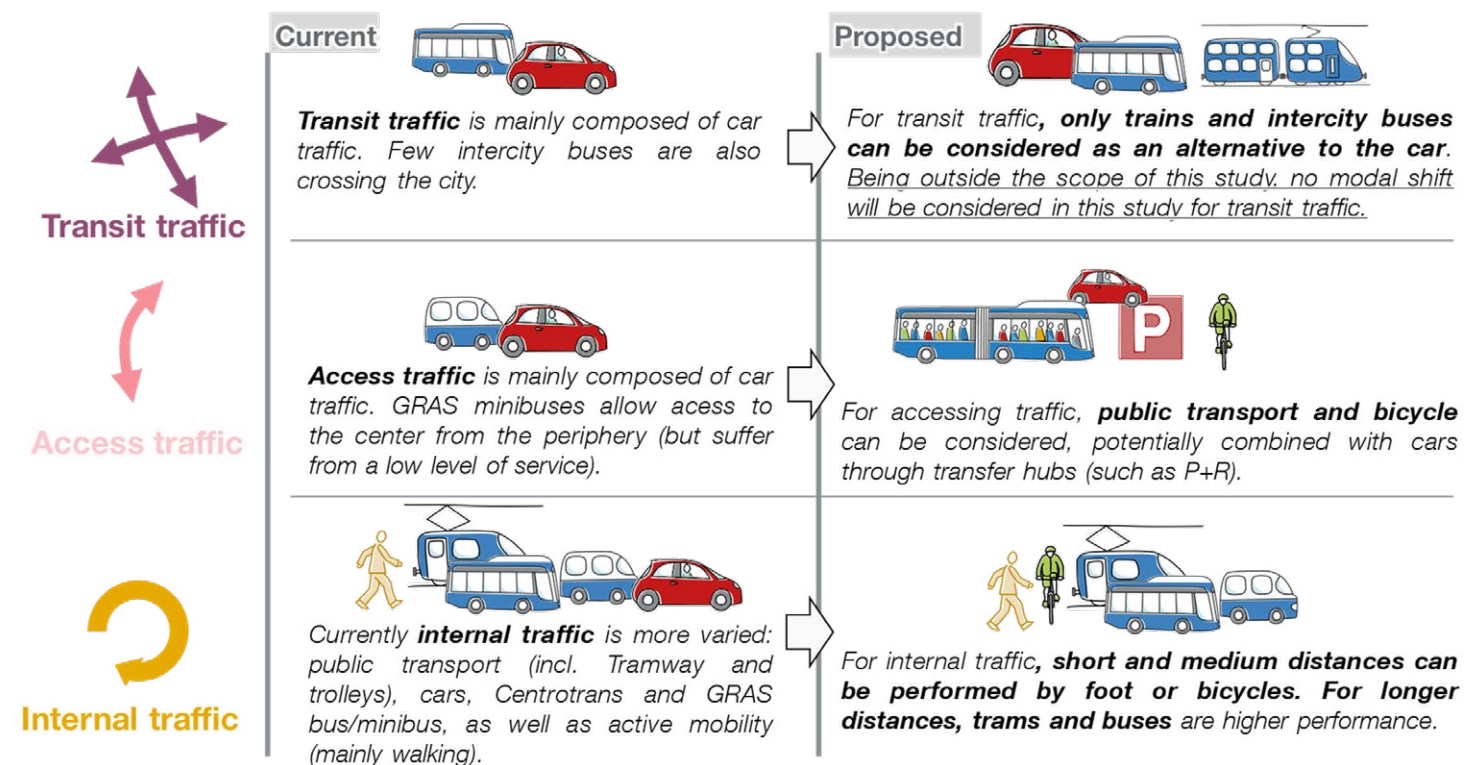 Current
Proposed
Transit traffic
Transit traffic is mainly composed of car
traffic. Few intercity buses are also
crossing the city.
For transit traffic, only trains and intercity buses
can be considered as an alternative to the car.
Being outside the scope of this study. no modal shift
will be considered in this study for transit traffic.
Access traffic
Access traffic is mainly composed of car
traffic. GRAS minibuses allow acess to
the center from the periphery (but suffer
from a low level of service).
P
For accessing traffic, public transport and bicycle
can be considered, potentially combined with cars
through transfer hubs (such as P+R).
Internal traffic
Currently internal traffic is more varied:
public transport (incl. Tramway and
trolleys), cars, Centrotrans and GRAS
bus/minibus, as well as active mobility
(mainly walking).
For internal traffic, short and medium distances can
be performed by foot or bicycles. For longer
distances, trams and buses are higher performance.